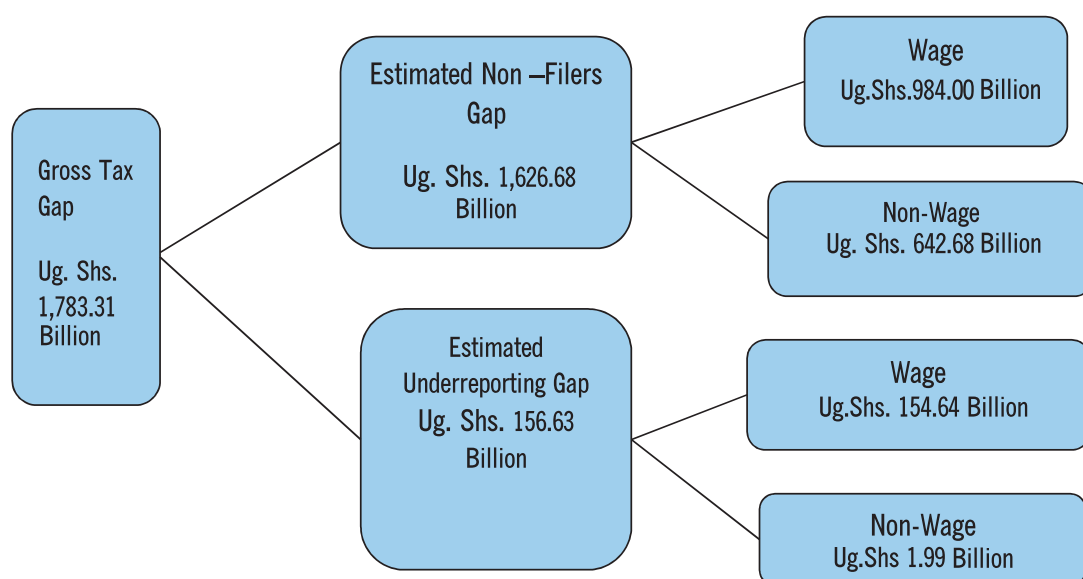 Gross Tax
Gap
Ug. Shs.
1,783.31
Billion
Estimated Non –Filers
Gap
Ug. Shs. 1,626.68
Billion
Estimated
Underreporting Gap
Ug. Shs. 156.63
Billion
Wage
Ug.Shs.984.00 Billion
Non-Wage
Ug. Shs. 642.68 Billion
Wage
Ug.Shs. 154.64 Billion
Non-Wage
Ug.Shs 1.99 Billion